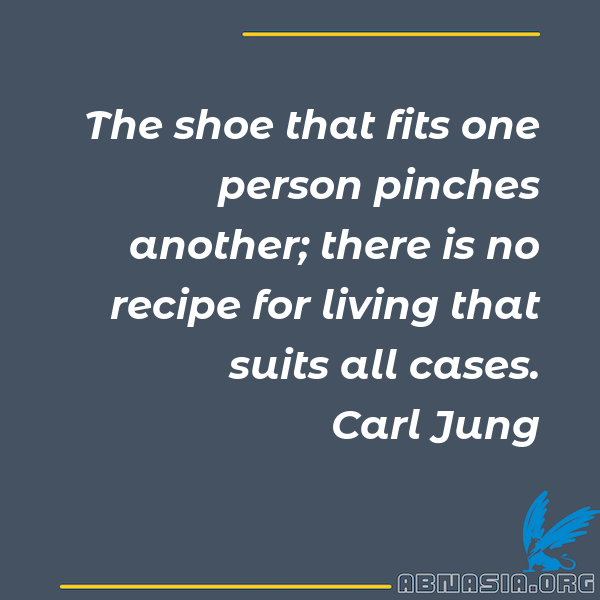 The shoe that fits one
person pinches
another; there is no
recipe for living that
suits all cases.
Carl Jung
ABNASIA.ORG